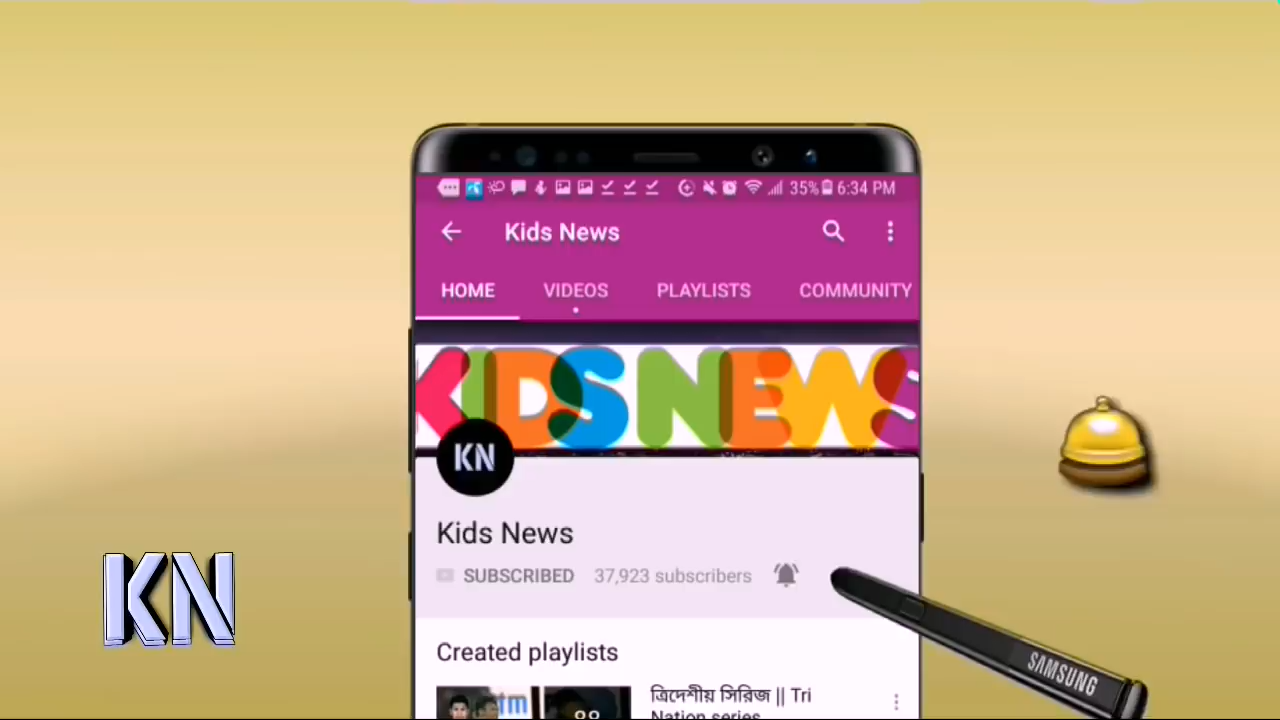 35% 6:34 PM
Kids News
HOME VIDEOS PLAYLISTS COMMUNITY
KIDS NEWS
KN
Kids News
SUBSCRIBED 37,923 subscribers
KN
SAMSUNG
Created playlists
ত্রিদেশীয় সিরিজ || Tri
Nation series
tm